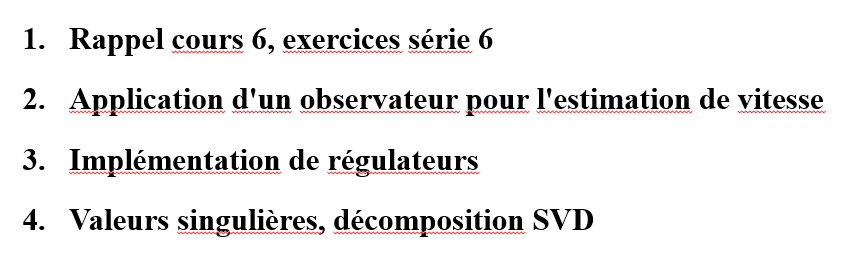 1. Rappel cours 6, exercices série 6
2. Application d'un observateur pour l'estimation de vitesse
3. Implémentation de régulateurs
4. Valeurs singulières, décomposition SVD